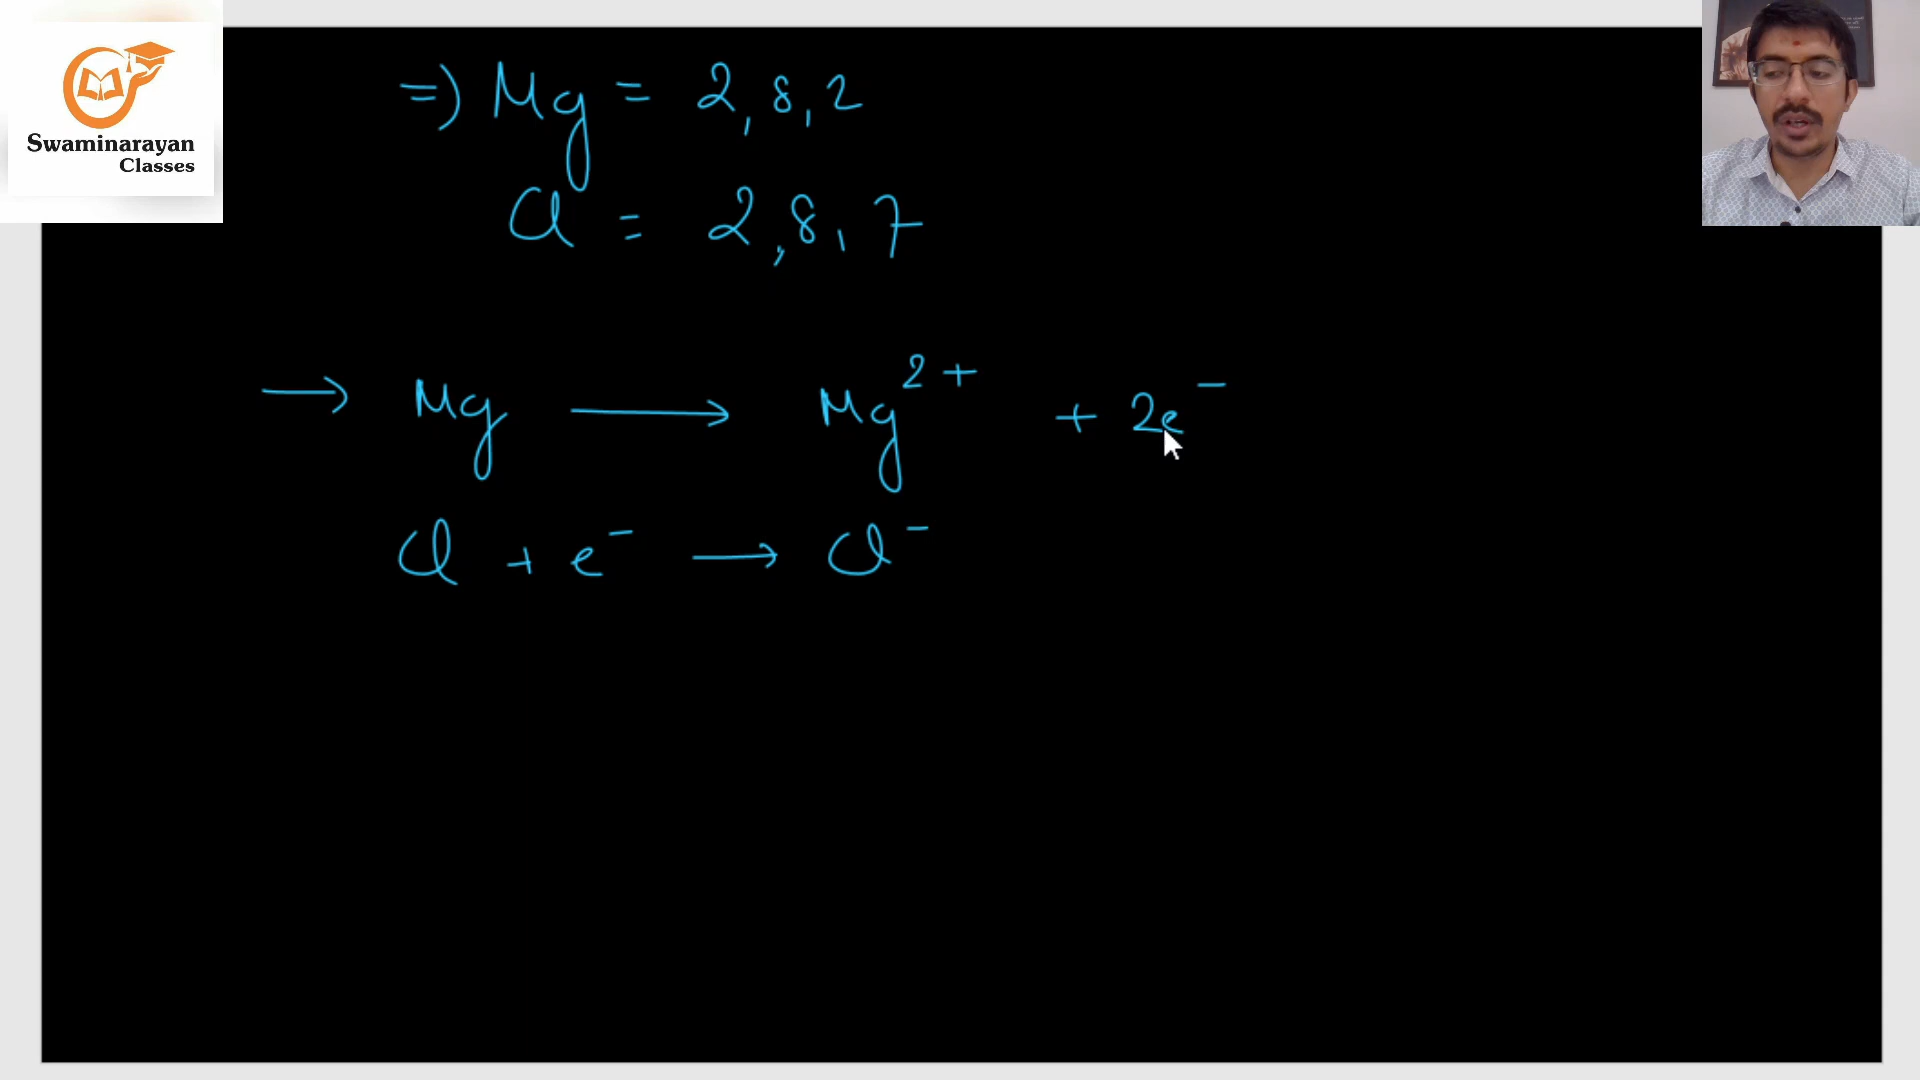 Swaminarayan
Classes
=) Mg = 2, 8, 2
Cl = 2, 8, 7
→ Mg → Mg²⁺ + 2e⁻
Cl + e⁻ → Cl⁻